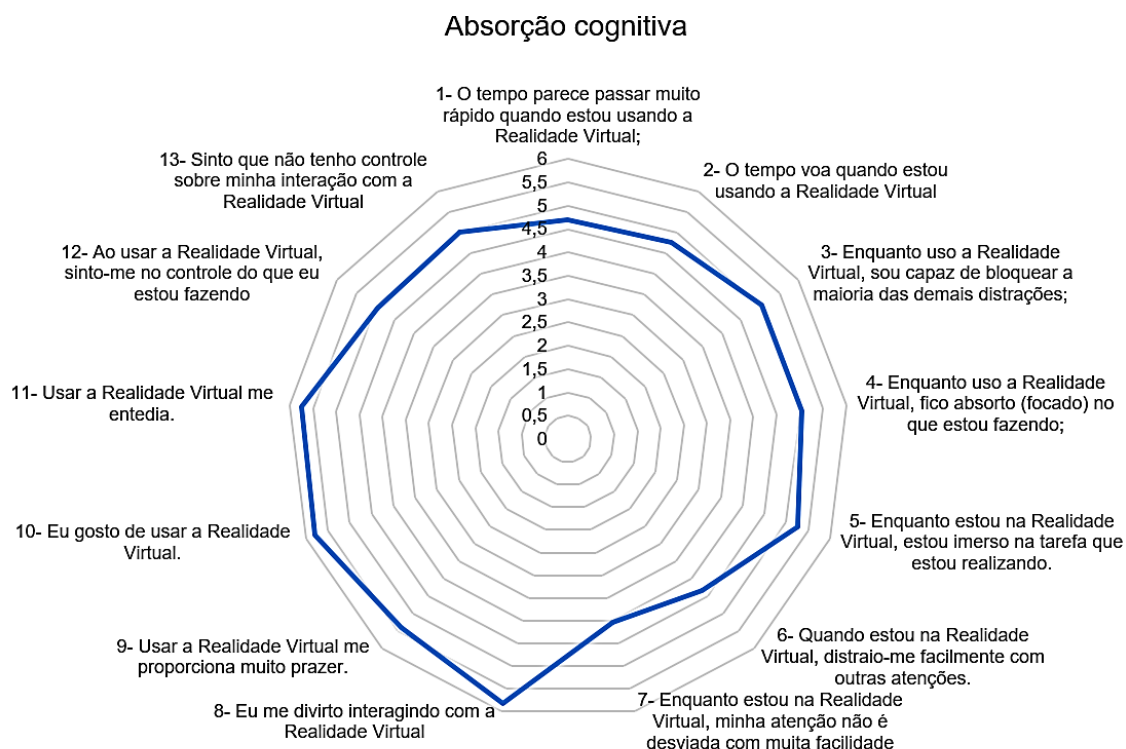 Absorção cognitiva
1- O tempo parece passar muito
rápido quando estou usando a
Realidade Virtual;
2- O tempo voa quando estou
usando a Realidade Virtual
3- Enquanto uso a Realidade
Virtual, sou capaz de bloquear a
maioria das demais distrações;
4- Enquanto uso a Realidade
Virtual, fico absorto (focado) no
que estou fazendo;
5- Enquanto estou na Realidade
Virtual, estou imerso na tarefa que
estou realizando.
6- Quando estou na Realidade
Virtual, distraio-me facilmente com
outras atenções.
7- Enquanto estou na Realidade
Virtual, minha atenção não é
desviada com muita facilidade
8- Eu me divirto interagindo com a
Realidade Virtual
9- Usar a Realidade Virtual me
proporciona muito prazer.
10- Eu gosto de usar a Realidade
Virtual.
11- Usar a Realidade Virtual me
entedia.
12- Ao usar a Realidade Virtual,
sinto-me no controle do que eu
estou fazendo
13- Sinto que não tenho controle
sobre minha interação com a
Realidade Virtual
6
5,5
5
4,5
4
3,5
3
2,5
2
1,5
1
0,5
0